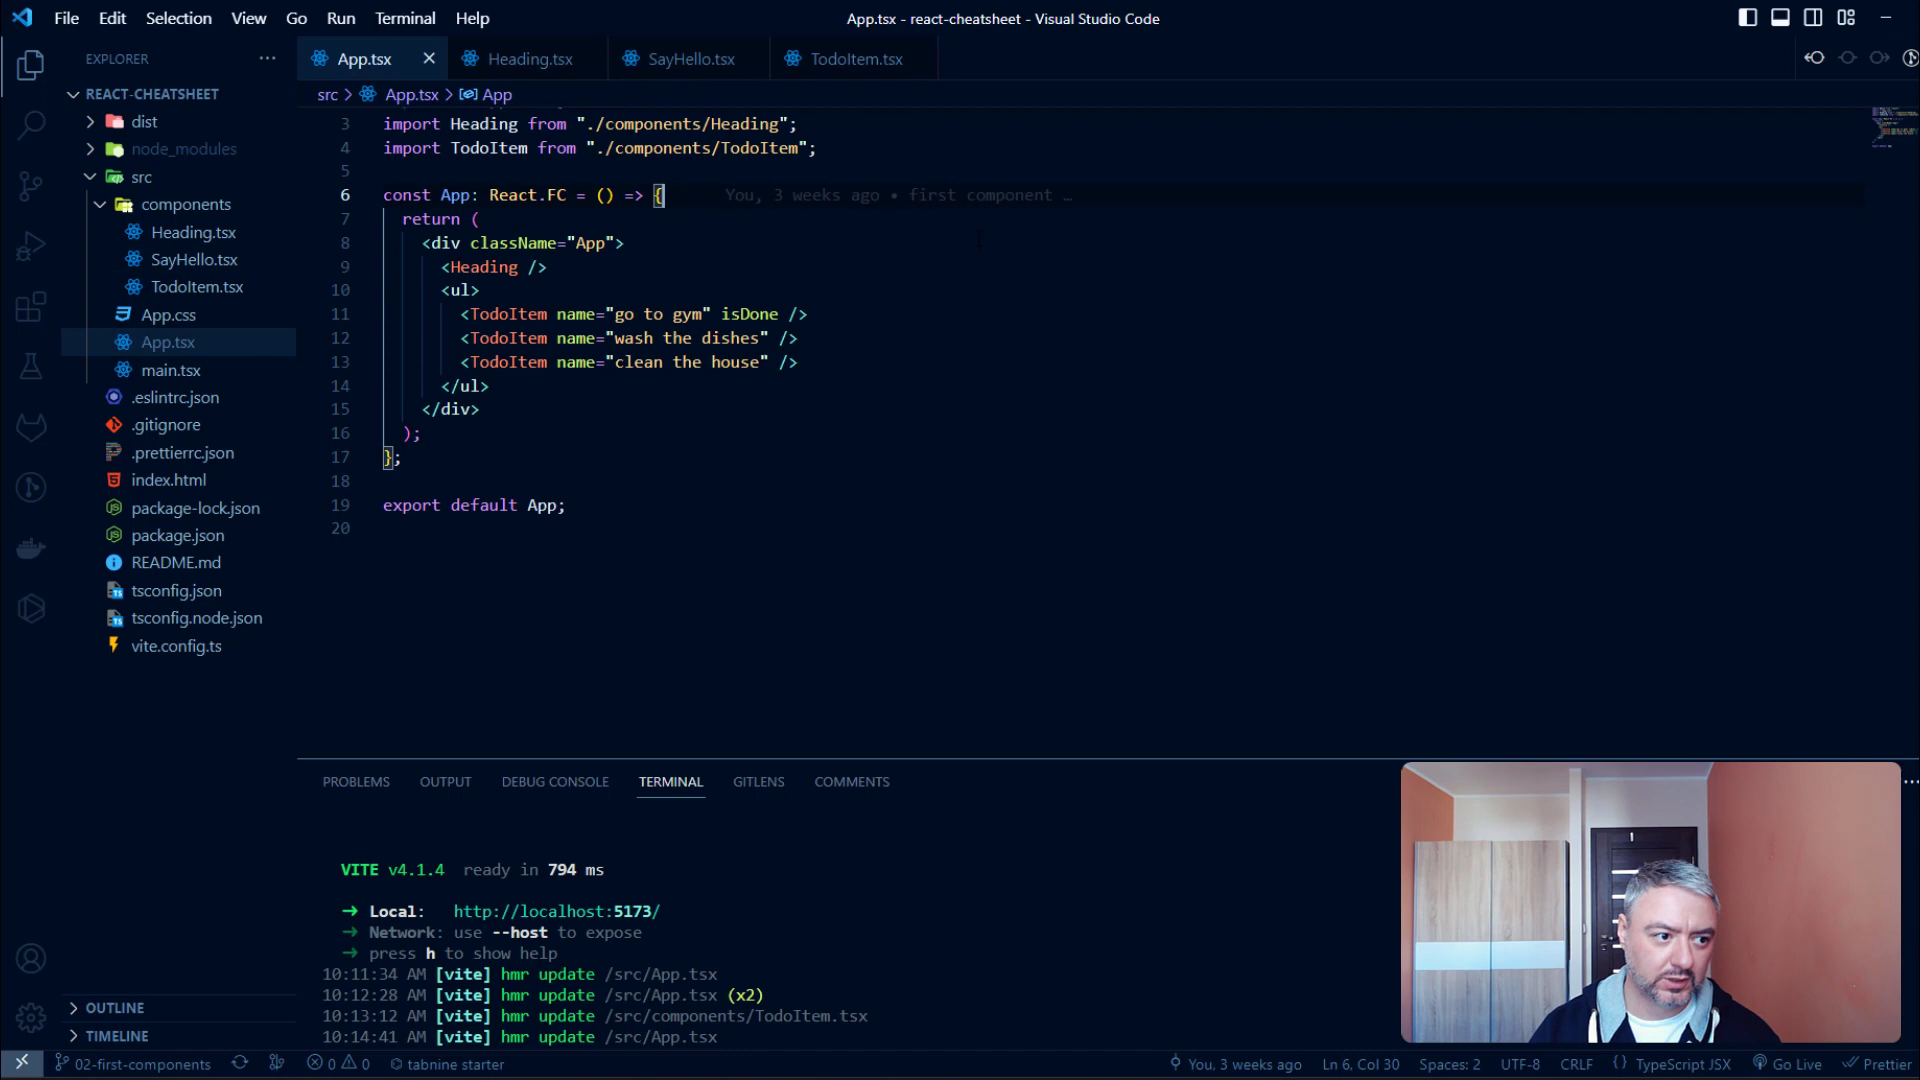 File Edit Selection View Go Run Terminal Help
App.tsx - react-cheatsheet - Visual Studio Code
EXPLORER
App.tsx
Heading.tsx
SayHello.tsx
TodoItem.tsx
src > App.tsx > App
REACT-CHEATSHEET
dist
node_modules
src
components
Heading.tsx
SayHello.tsx
TodoItem.tsx
App.css
App.tsx
main.tsx
.eslintrc.json
.gitignore
.prettierrc.json
index.html
package-lock.json
package.json
README.md
tsconfig.json
tsconfig.node.json
vite.config.ts
OUTLINE
TIMELINE
3 import Heading from "./components/Heading";
4 import TodoItem from "./components/TodoItem";
5
6 const App: React.FC = () => { You, 3 weeks ago • first component …
7 return (
8 <div className="App">
9 <Heading />
10 <ul>
11 <TodoItem name="go to gym" isDone />
12 <TodoItem name="wash the dishes" />
13 <TodoItem name="clean the house" />
14 </ul>
15 </div>
16 );
17 };
18
19 export default App;
20
PROBLEMS OUTPUT DEBUG CONSOLE TERMINAL GITLENS COMMENTS
VITE v4.1.4 ready in 794 ms
➜ Local: http://localhost:5173/
➜ Network: use --host to expose
➜ press h to show help
10:11:34 AM [vite] hmr update /src/App.tsx
10:12:28 AM [vite] hmr update /src/App.tsx (x2)
10:13:12 AM [vite] hmr update /src/components/TodoItem.tsx
10:14:41 AM [vite] hmr update /src/App.tsx
02-first-components 0 0 tabnine starter You, 3 weeks ago Ln 6, Col 30 Spaces: 2 UTF-8 CRLF {} TypeScript JSX Go Live Prettier